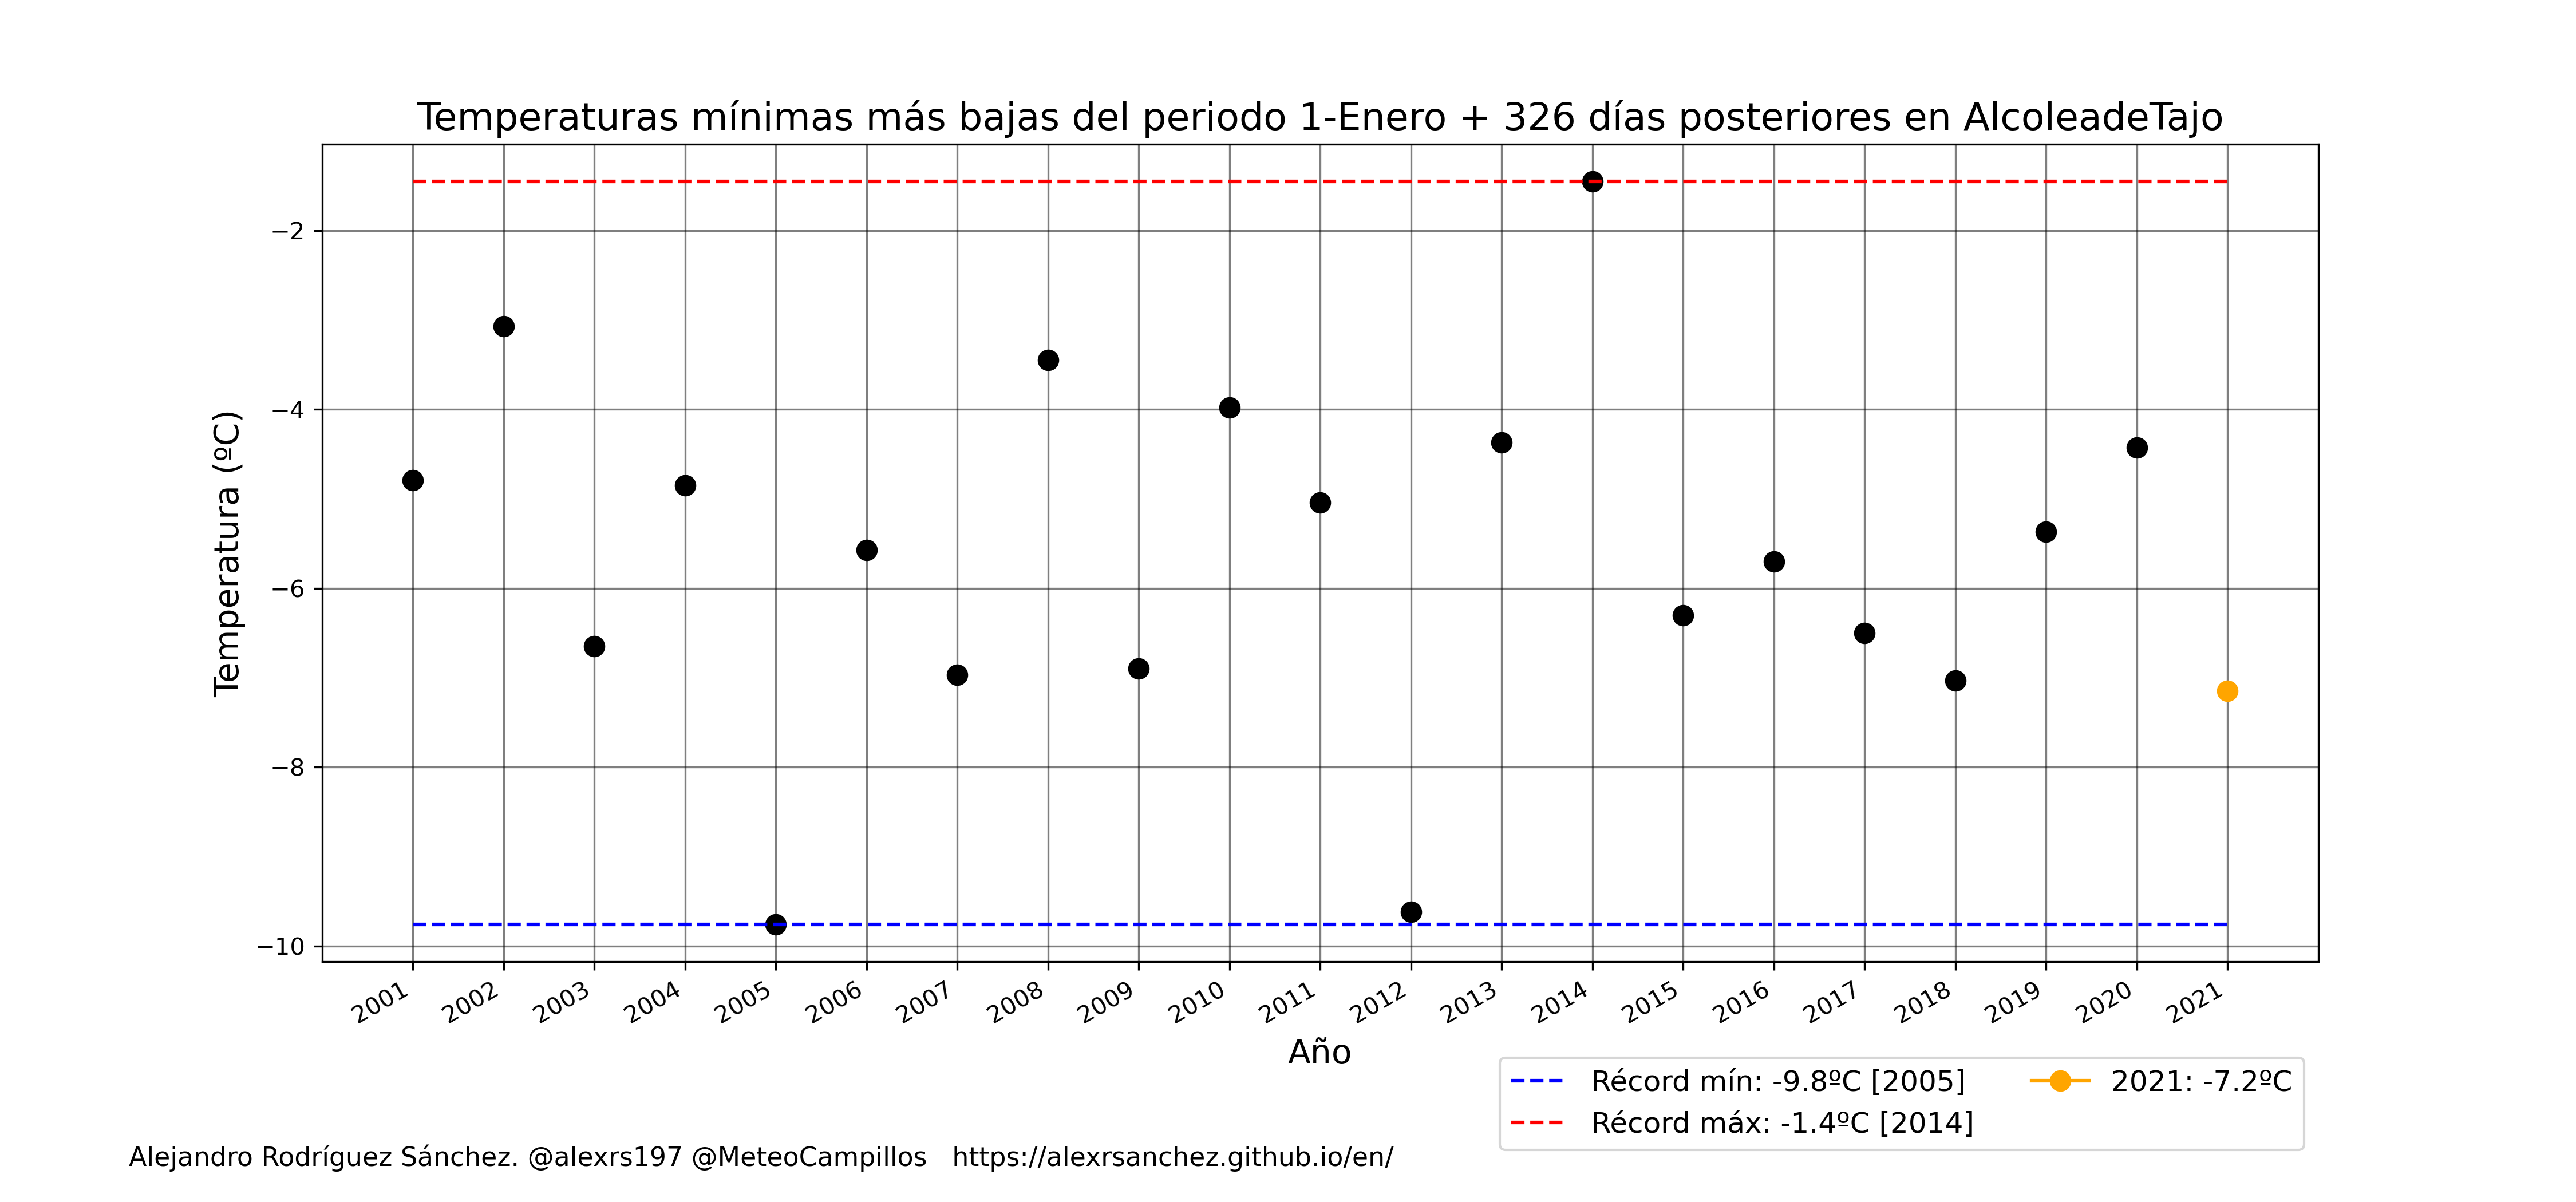 Temperaturas mínimas más bajas del periodo 1-Enero + 326 días posteriores en AlcoleadeTajo
Temperatura (ºC)
−2
−4
−6
−8
−10
2001 2002 2003 2004 2005 2006 2007 2008 2009 2010 2011 2012 2013 2014 2015 2016 2017 2018 2019 2020 2021
Año
Récord mín: -9.8ºC [2005]
Récord máx: -1.4ºC [2014]
2021: -7.2ºC
Alejandro Rodríguez Sánchez. @alexrs197 @MeteoCampillos https://alexrsanchez.github.io/en/